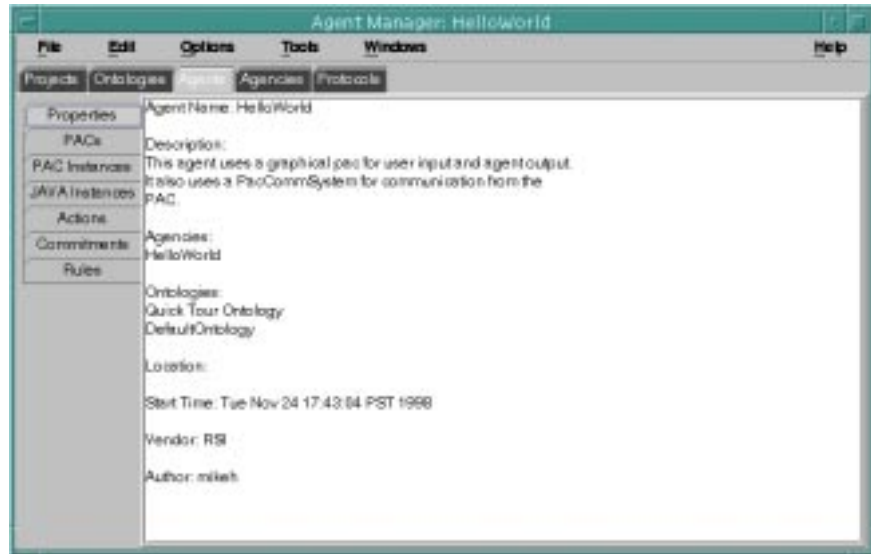 Agent Manager: HelloWorld
File Edit Options Tools Windows Help
Projects Ontologies Agents Agencies Protocols
Properties
PACs
PAC Instances
JAVA Instances
Actions
Commitments
Rules
Agent Name: HelloWorld
Description:
This agent uses a graphical pac for user input and agent output.
It also uses a PacCommSystem for communication from the
PAC.
Agencies:
HelloWorld
Ontologies:
Quick Tour Ontology
DefaultOntology
Location:
Start Time: Tue Nov 24 17:43:04 PST 1998
Vendor: RSI
Author: mikeh